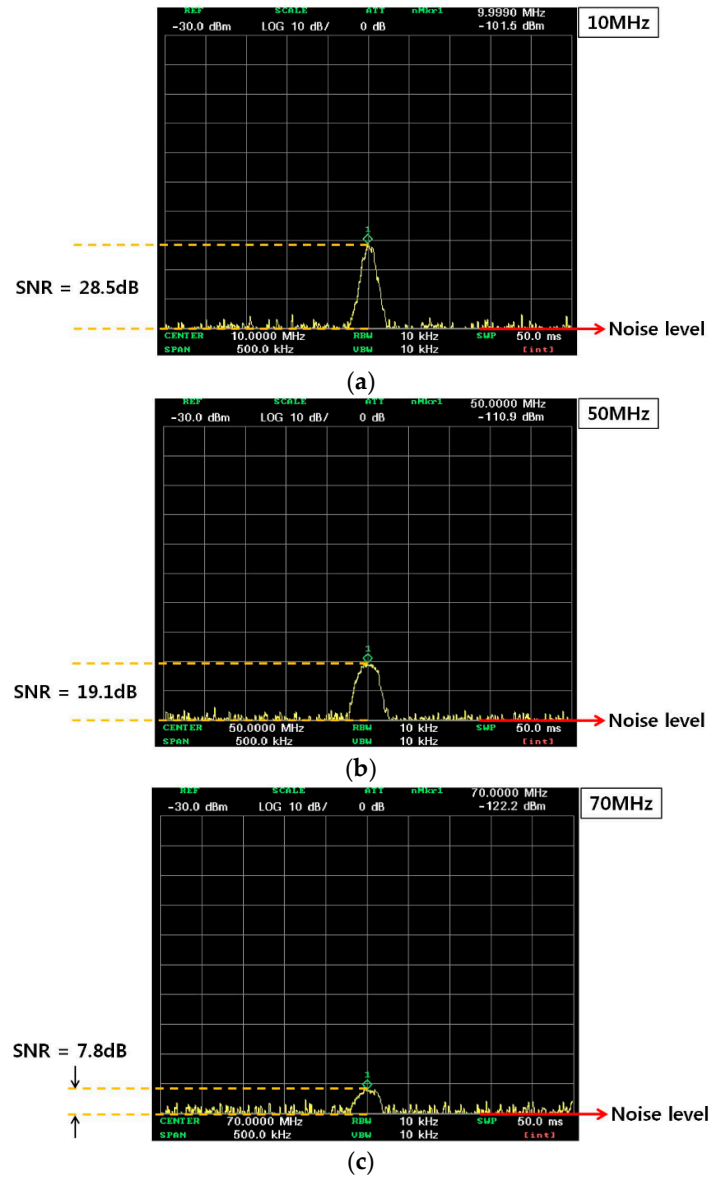 REF SCALE ATT nMkr1 9.9990 MHz
-30.0 dBm LOG 10 dB/ 0 dB -101.5 dBm
10MHz
1
SNR = 28.5dB
Noise level
CENTER 10.0000 MHz RBW 10 kHz SWP 50.0 ms
SPAN 500.0 kHz VBW 10 kHz [int]
(a)
REF SCALE ATT nMkr1 50.0000 MHz
-30.0 dBm LOG 10 dB/ 0 dB -110.9 dBm
50MHz
1
SNR = 19.1dB
Noise level
CENTER 50.0000 MHz RBW 10 kHz SWP 50.0 ms
SPAN 500.0 kHz VBW 10 kHz [int]
(b)
REF SCALE ATT nMkr1 70.0000 MHz
-30.0 dBm LOG 10 dB/ 0 dB -122.2 dBm
70MHz
SNR = 7.8dB
1
Noise level
CENTER 70.0000 MHz RBW 10 kHz SWP 50.0 ms
SPAN 500.0 kHz VBW 10 kHz [int]
(c)